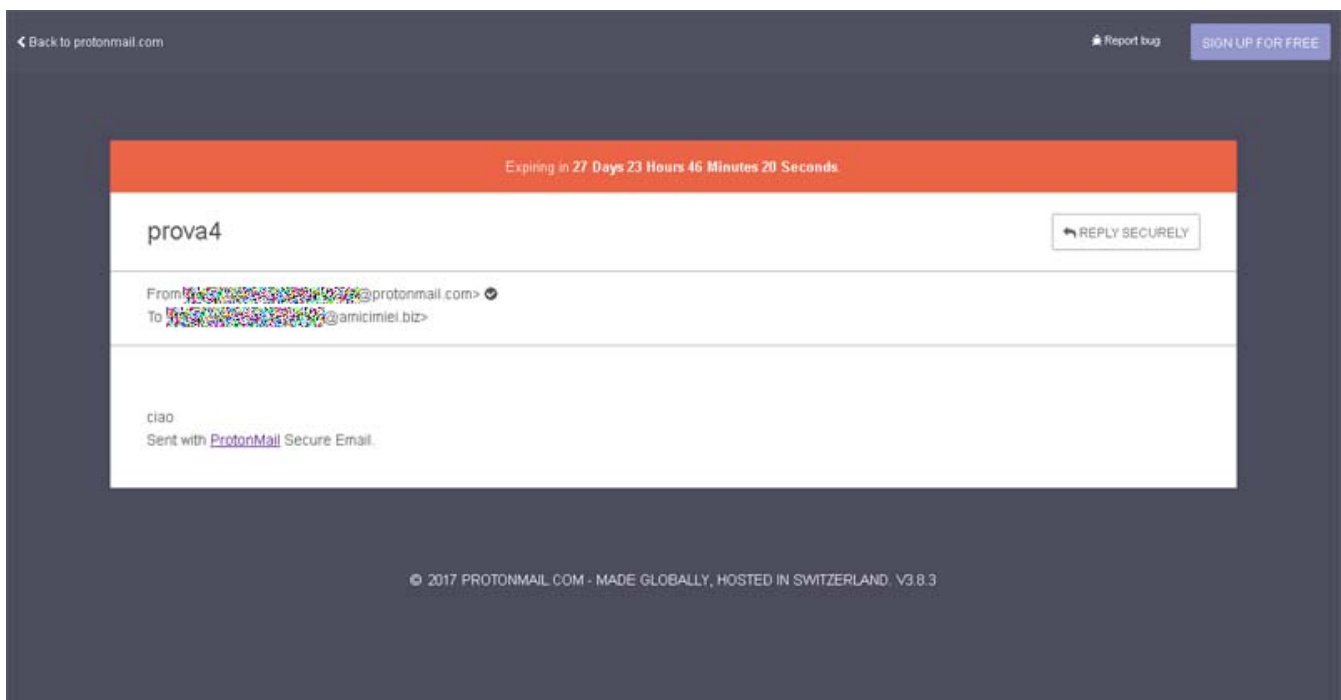 Back to protonmail.com
Report bug
SIGN UP FOR FREE
Expiring in 27 Days 23 Hours 46 Minutes 20 Seconds.
prova4
REPLY SECURELY
From @protonmail.com>
To @amicimiei.biz>
ciao
Sent with ProtonMail Secure Email.
© 2017 PROTONMAIL.COM - MADE GLOBALLY, HOSTED IN SWITZERLAND. V3.8.3